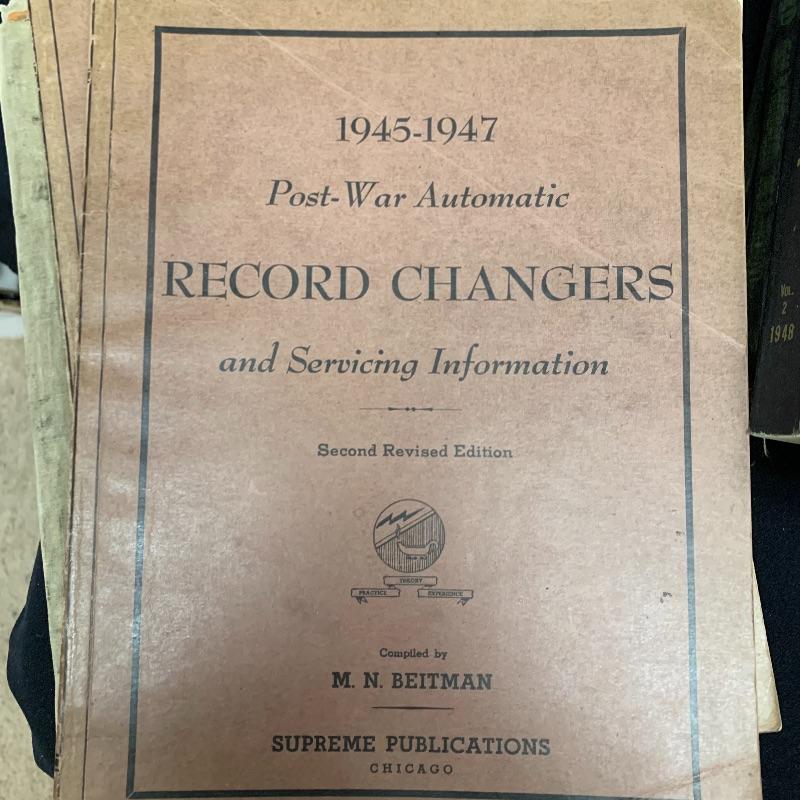 1945-1947
Post-War Automatic
RECORD CHANGERS
and Servicing Information
Second Revised Edition
THEORY
PRACTICE
EXPERIENCE
Compiled by
M. N. BEITMAN
SUPREME PUBLICATIONS
CHICAGO
VOL.
2
1948